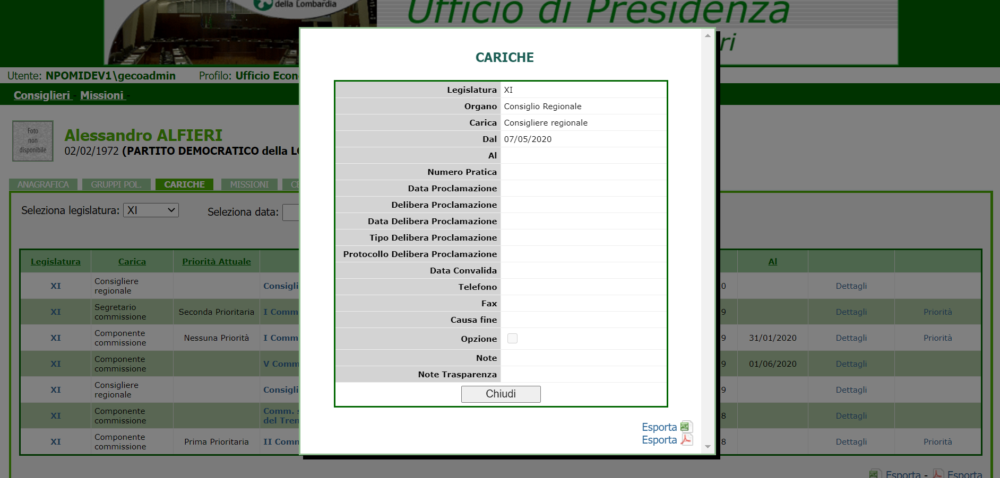 della Lombardia
Ufficio di Presidenza
ri
Utente: NPOMIDEV1\gecoadmin Profilo: Ufficio Econ
Consiglieri - Missioni -
Foto
non
disponibile
Alessandro ALFIERI
02/02/1972 (PARTITO DEMOCRATICO della L
ANAGRAFICA GRUPPI POL. CARICHE MISSIONI
Seleziona legislatura: XI Seleziona data:
Legislatura Carica Priorità Attuale Al
XI Consigliere regionale Consigli 0 Dettagli
XI Segretario commissione Seconda Prioritaria I Comm 9 Dettagli Priorità
XI Componente commissione Nessuna Priorità I Comm 9 31/01/2020 Dettagli Priorità
XI Componente commissione V Comm 9 01/06/2020 Dettagli
XI Consigliere regionale Consigli 9 Dettagli
XI Componente commissione Comm. del Tren 8 Dettagli
XI Componente commissione Prima Prioritaria II Comm 8 Dettagli Priorità
Esporta - Esporta
CARICHE
Legislatura XI
Organo Consiglio Regionale
Carica Consigliere regionale
Dal 07/05/2020
Al
Numero Pratica
Data Proclamazione
Delibera Proclamazione
Data Delibera Proclamazione
Tipo Delibera Proclamazione
Protocollo Delibera Proclamazione
Data Convalida
Telefono
Fax
Causa fine
Opzione
Note
Note Trasparenza
Chiudi
Esporta
Esporta